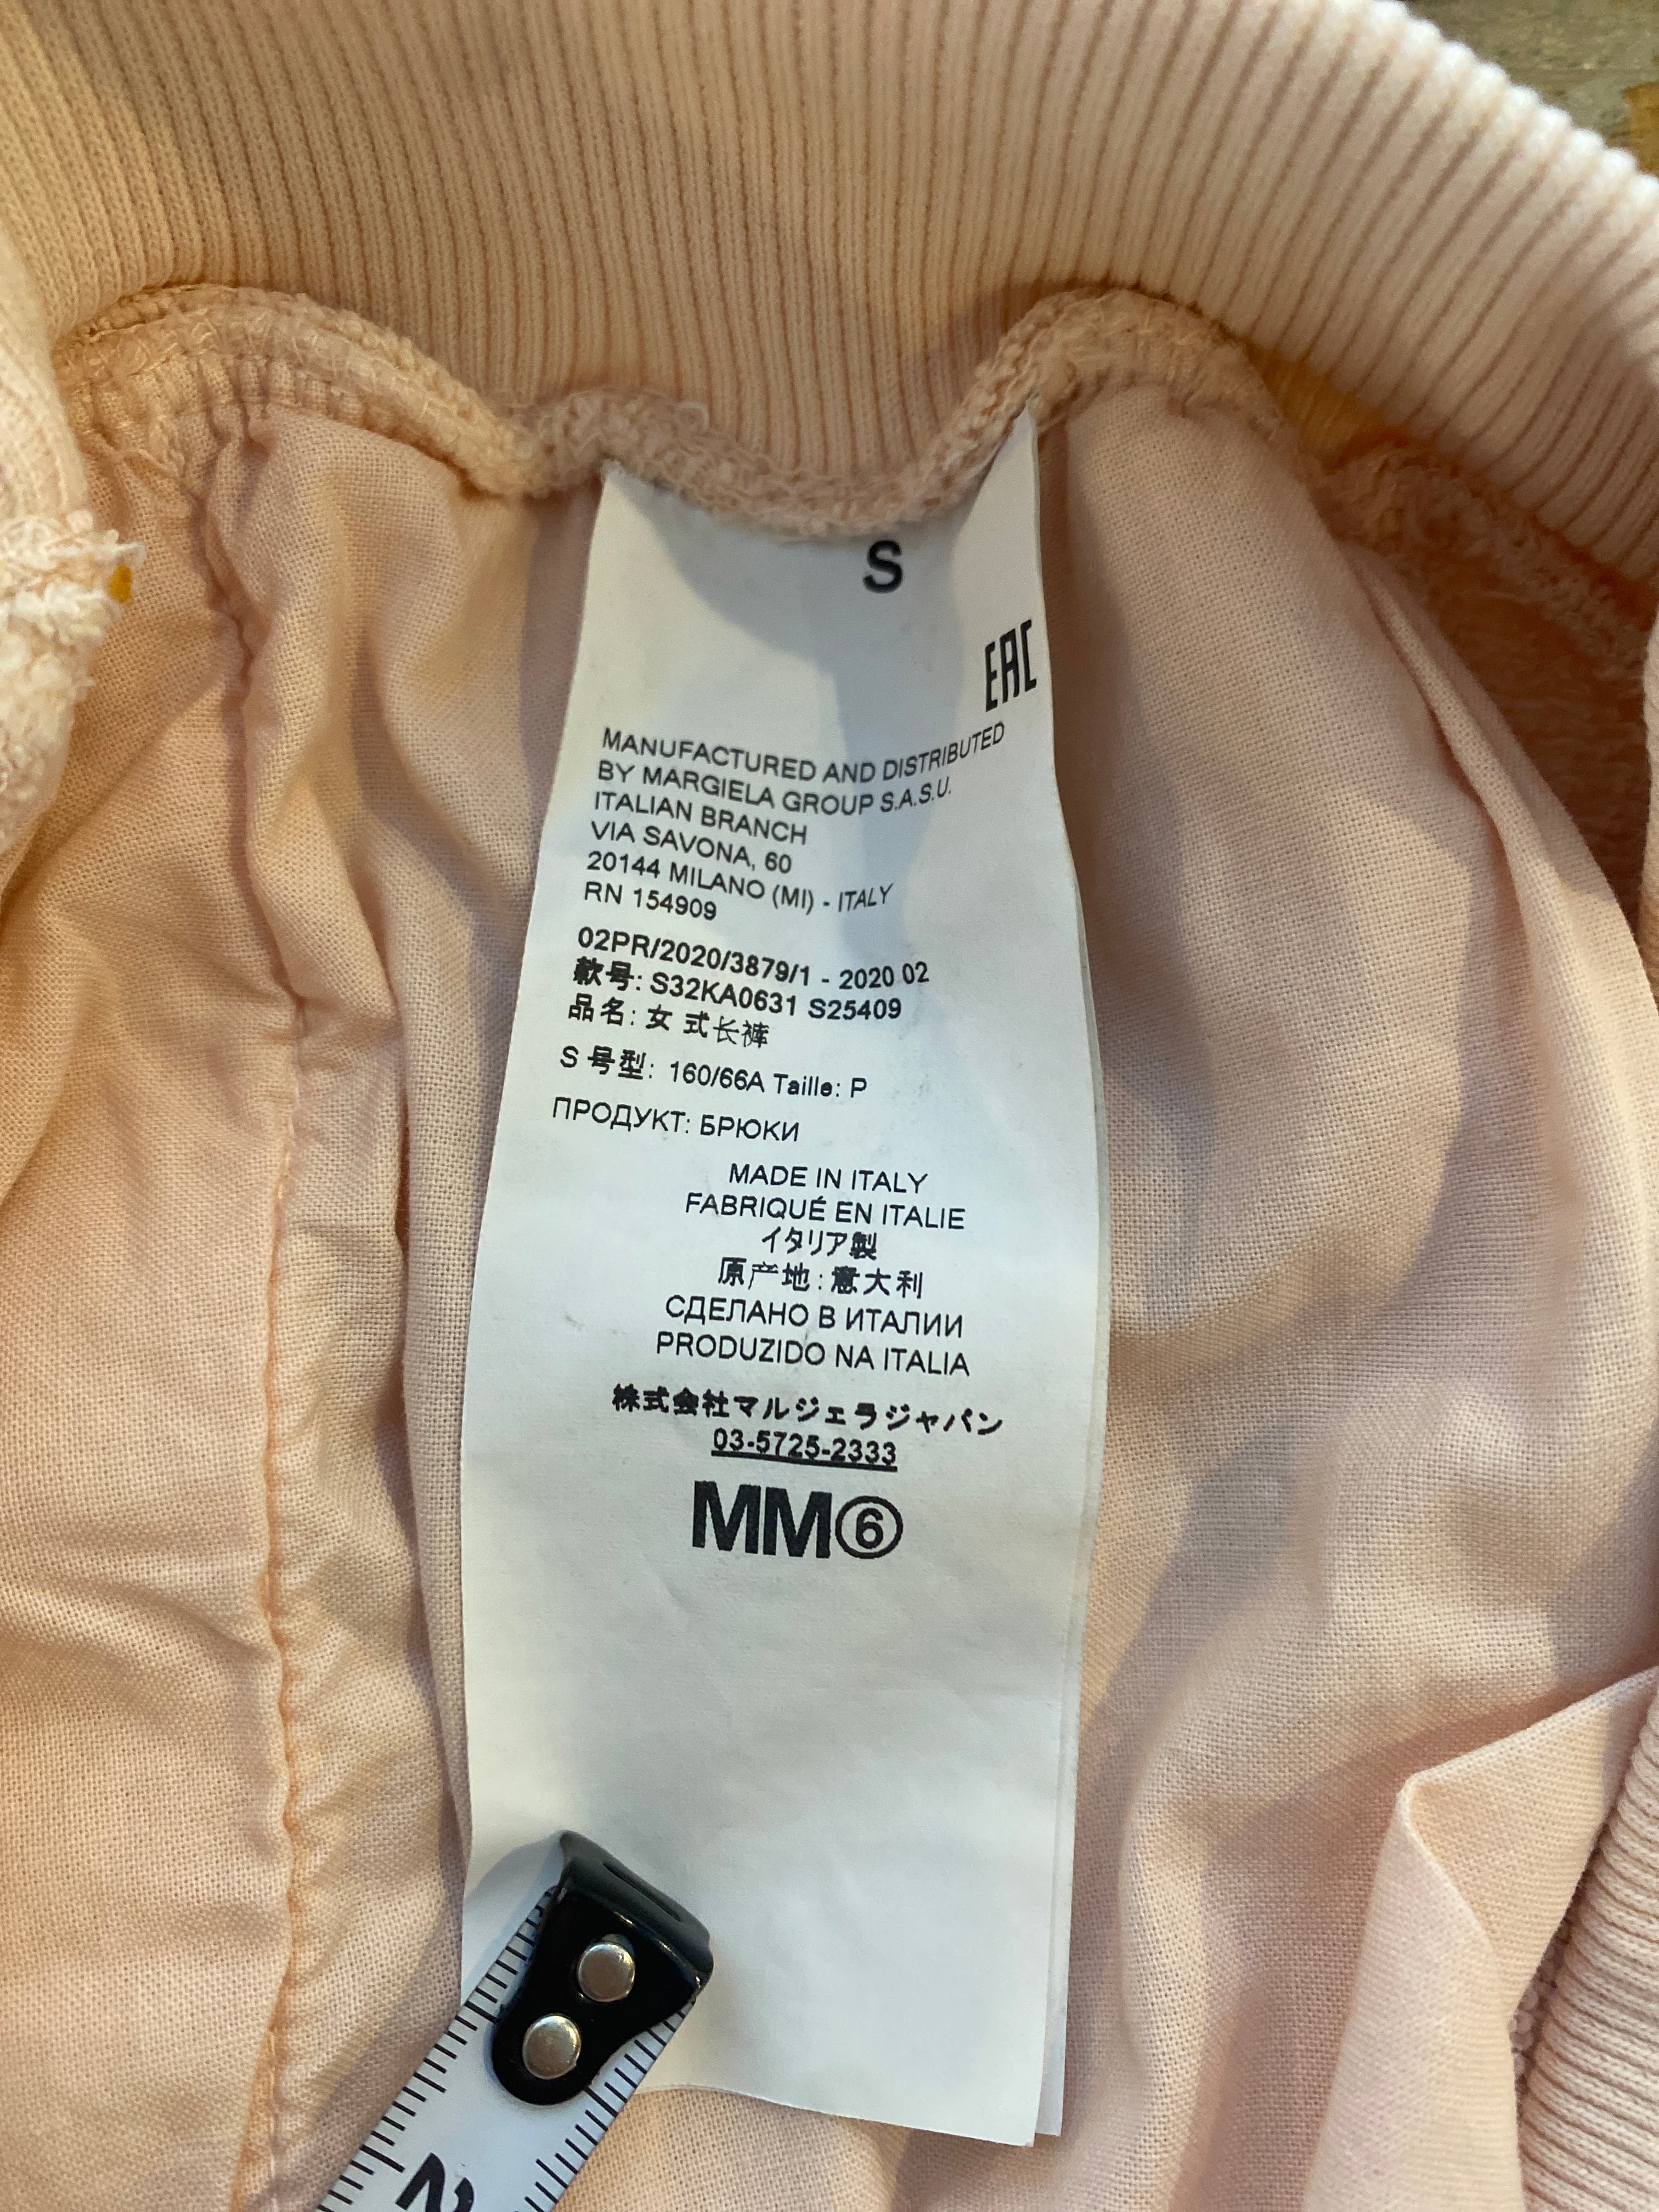 S
EAC
MANUFACTURED AND DISTRIBUTED
BY MARGIELA GROUP S.A.S.U.
ITALIAN BRANCH
VIA SAVONA, 60
20144 MILANO (MI) - ITALY
RN 154909
02PR/2020/3879/1 - 2020 02
款号: S32KA0631 S25409
品名: 女 式长裤
S 号型: 160/66A Taille: P
ПРОДУКТ: БРЮКИ
MADE IN ITALY
FABRIQUÉ EN ITALIE
イタリア製
原产地: 意大利
СДЕЛАНО В ИТАЛИИ
PRODUZIDO NA ITALIA
株式会社マルジェラジャパン
03-5725-2333
MM⑥
2